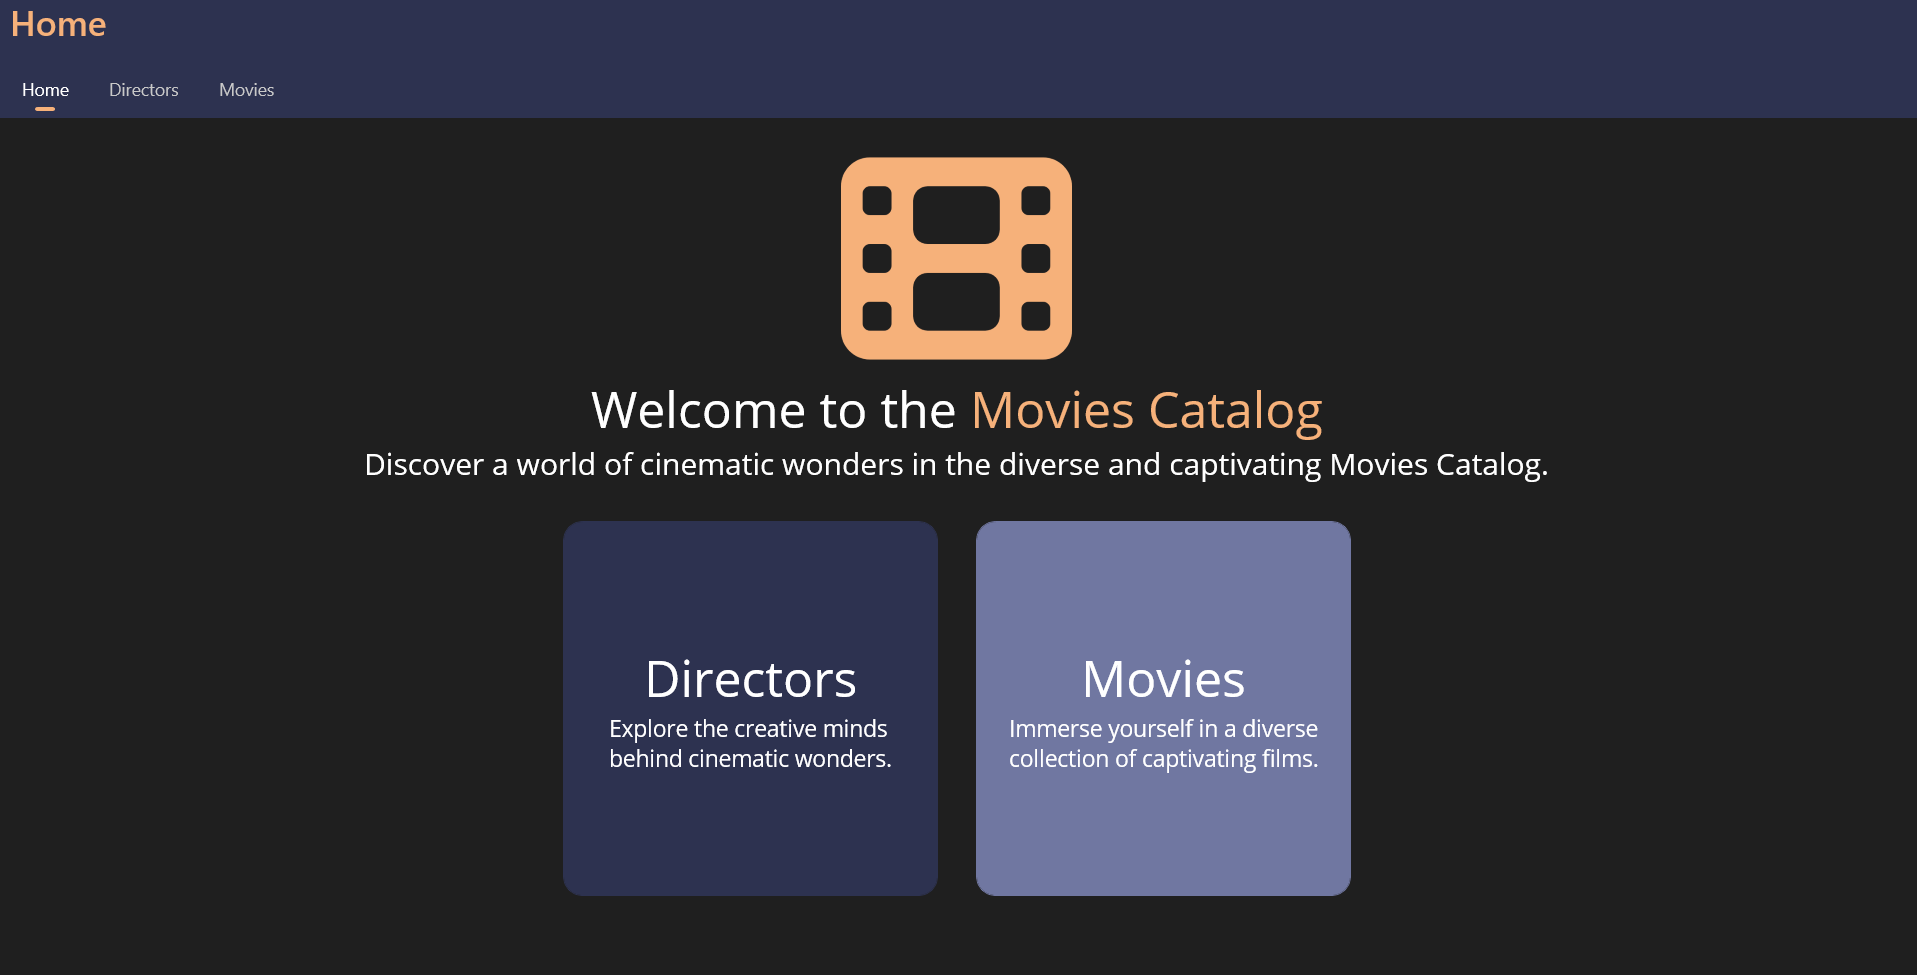 Home
Home Directors Movies
Welcome to the Movies Catalog
Discover a world of cinematic wonders in the diverse and captivating Movies Catalog.
Directors
Explore the creative minds
behind cinematic wonders.
Movies
Immerse yourself in a diverse
collection of captivating films.